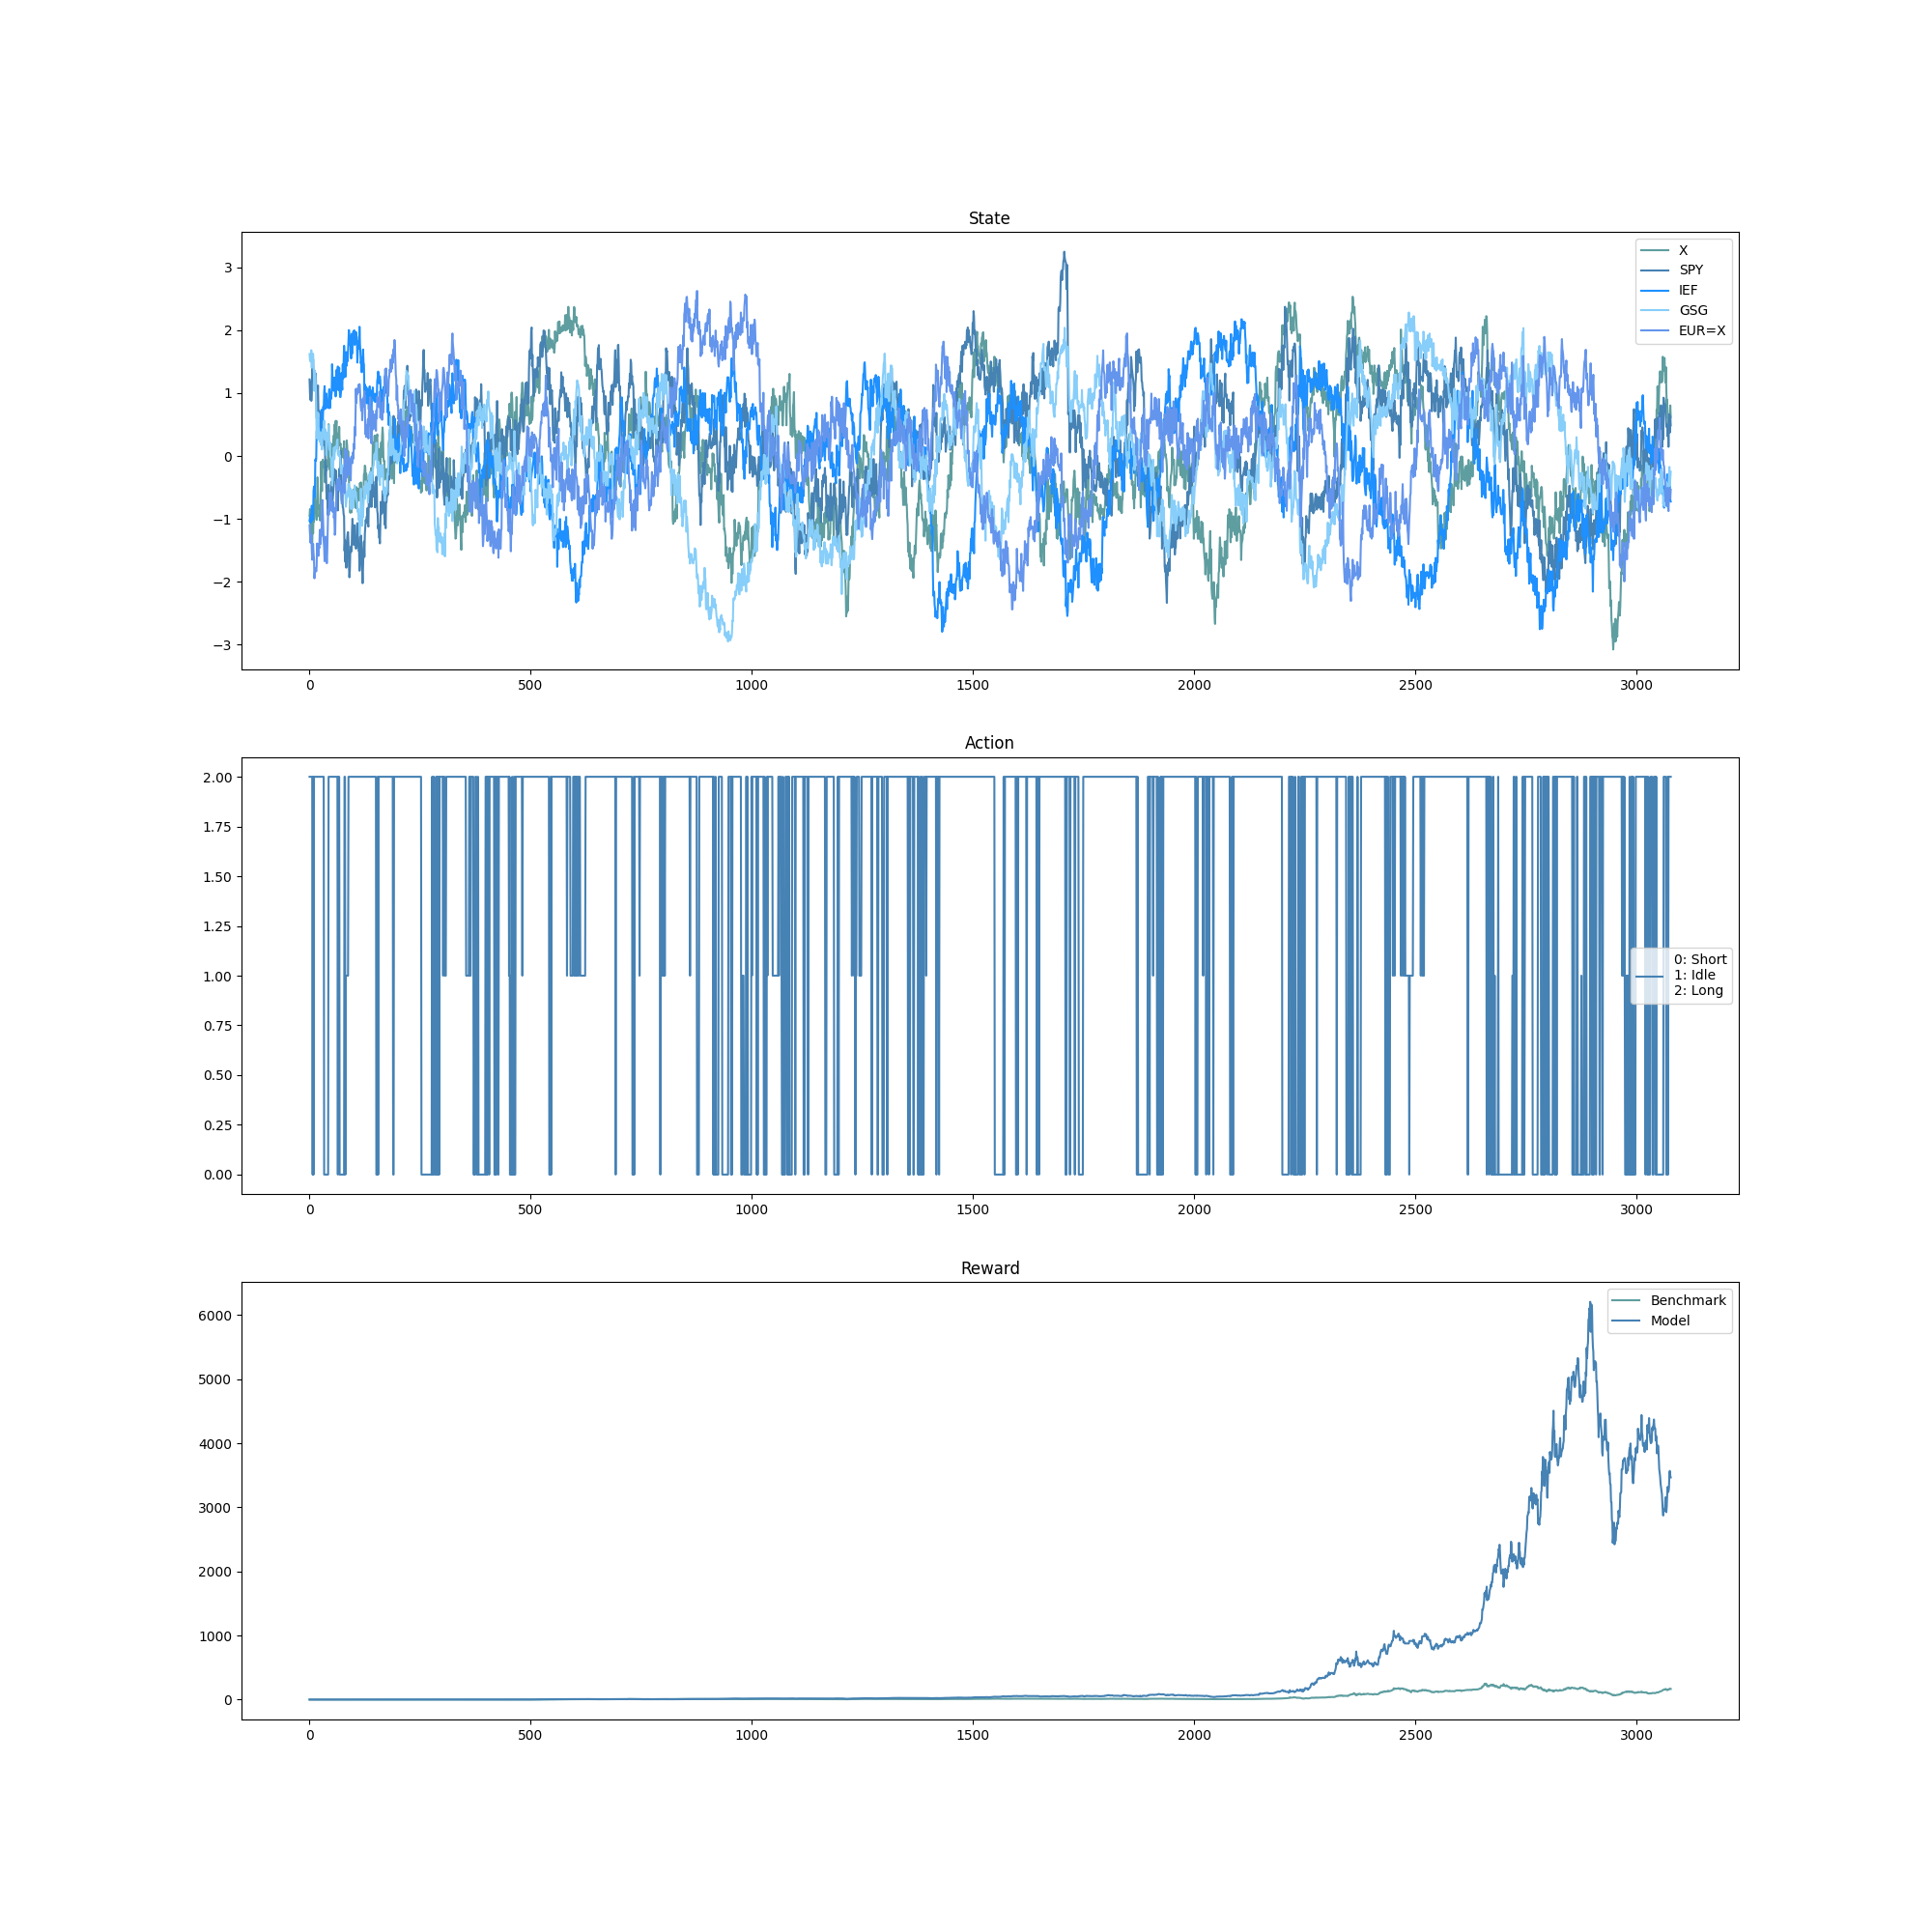 State
3
2
1
0
−1
−2
−3
X
SPY
IEF
GSG
EUR=X
0 500 1000 1500 2000 2500 3000
Action
2.00
1.75
1.50
1.25
1.00
0.75
0.50
0.25
0.00
0: Short
1: Idle
2: Long
0 500 1000 1500 2000 2500 3000
Reward
6000
5000
4000
3000
2000
1000
0
Benchmark
Model
0 500 1000 1500 2000 2500 3000